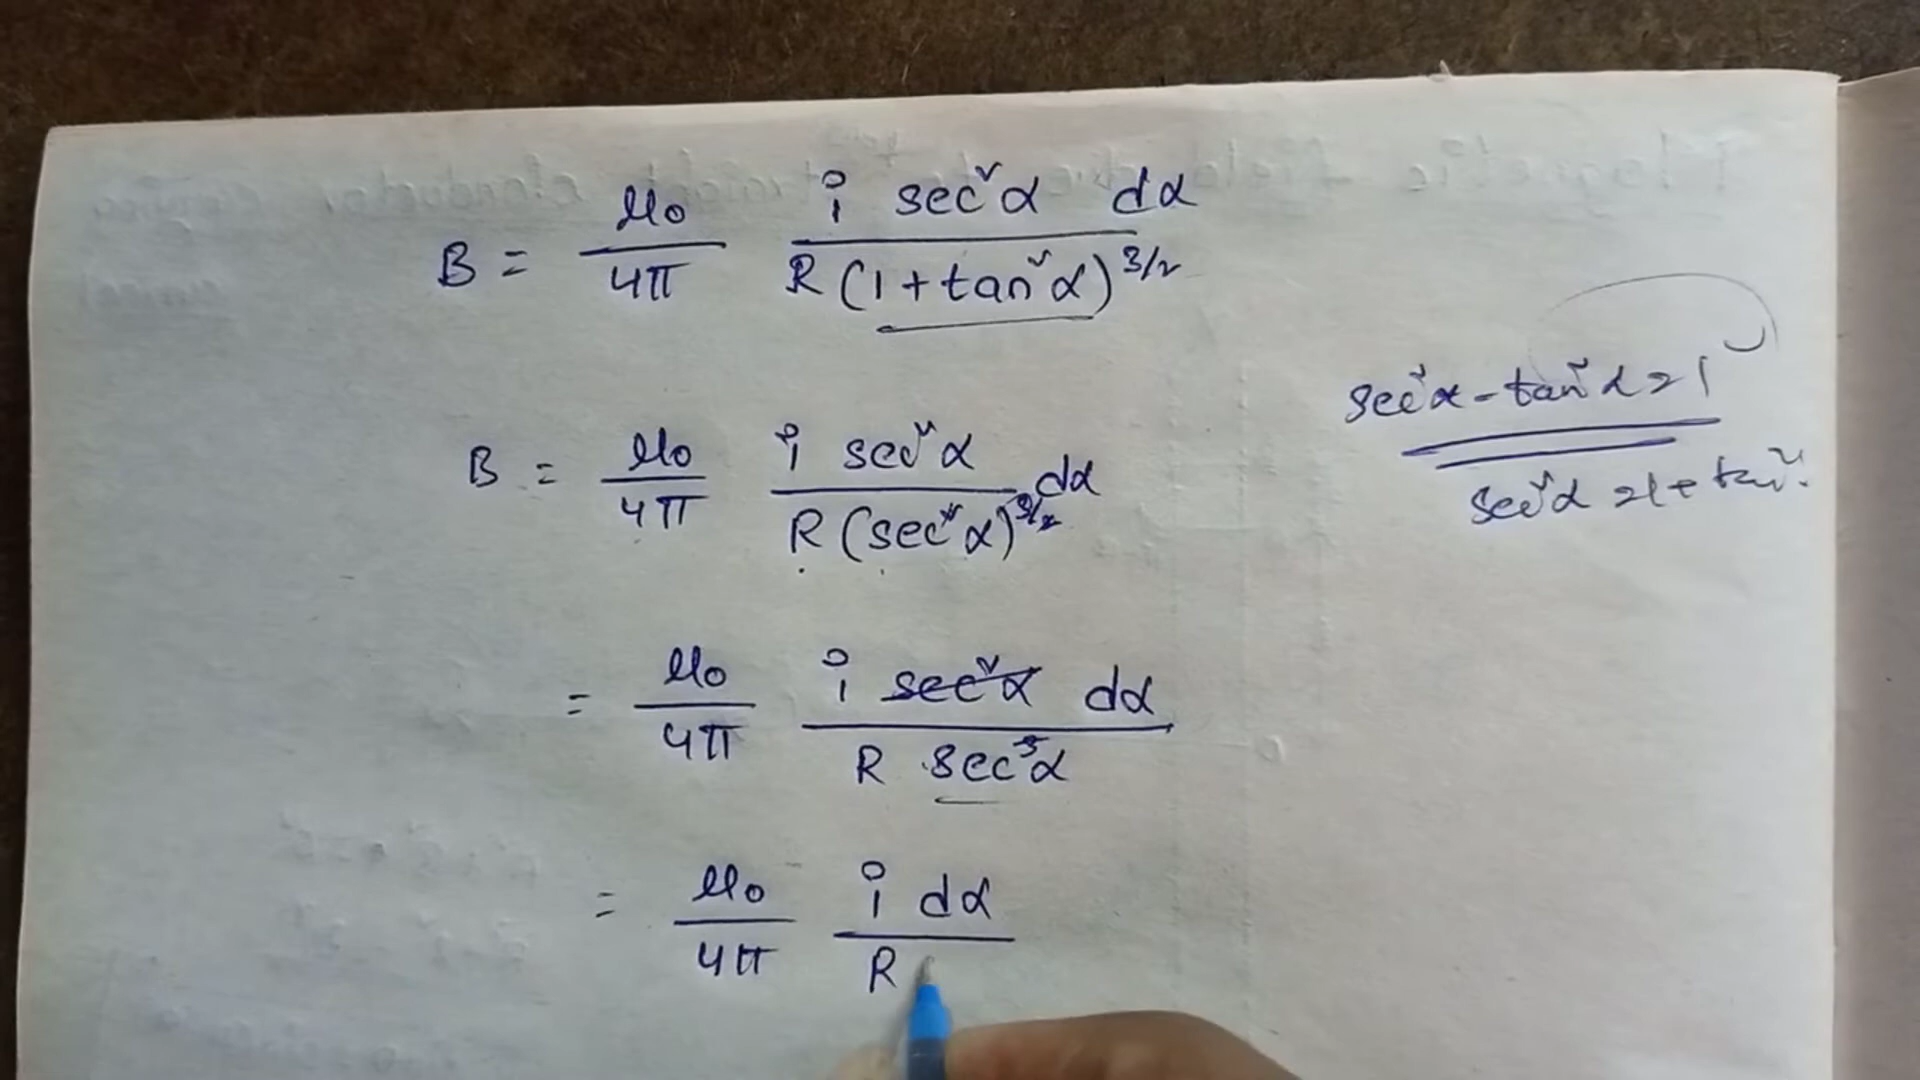 B = μ₀/4π i sec²α dα / R(1+tan²α)^3/2
sec²α - tan²α = 1
sec²α = 1 + tan²
B = μ₀/4π i sec²α / R(sec²α)^3/2 dα
= μ₀/4π i sec²α dα / R sec³α
= μ₀/4π i dα / R